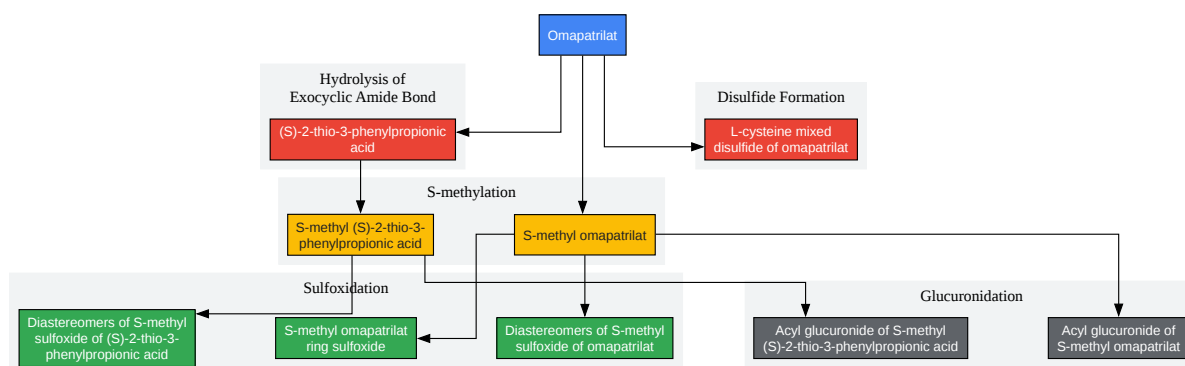 Omapatrilat
Hydrolysis of
Exocyclic Amide Bond
(S)-2-thio-3-phenylpropionic
acid
Disulfide Formation
L-cysteine mixed
disulfide of omapatrilat
S-methylation
S-methyl (S)-2-thio-3-
phenylpropionic acid
S-methyl omapatrilat
Sulfoxidation
Diastereomers of S-methyl
sulfoxide of (S)-2-thio-3-
phenylpropionic acid
S-methyl omapatrilat
ring sulfoxide
Diastereomers of S-methyl
sulfoxide of omapatrilat
Glucuronidation
Acyl glucuronide of S-methyl
(S)-2-thio-3-phenylpropionic acid
Acyl glucuronide of
S-methyl omapatrilat